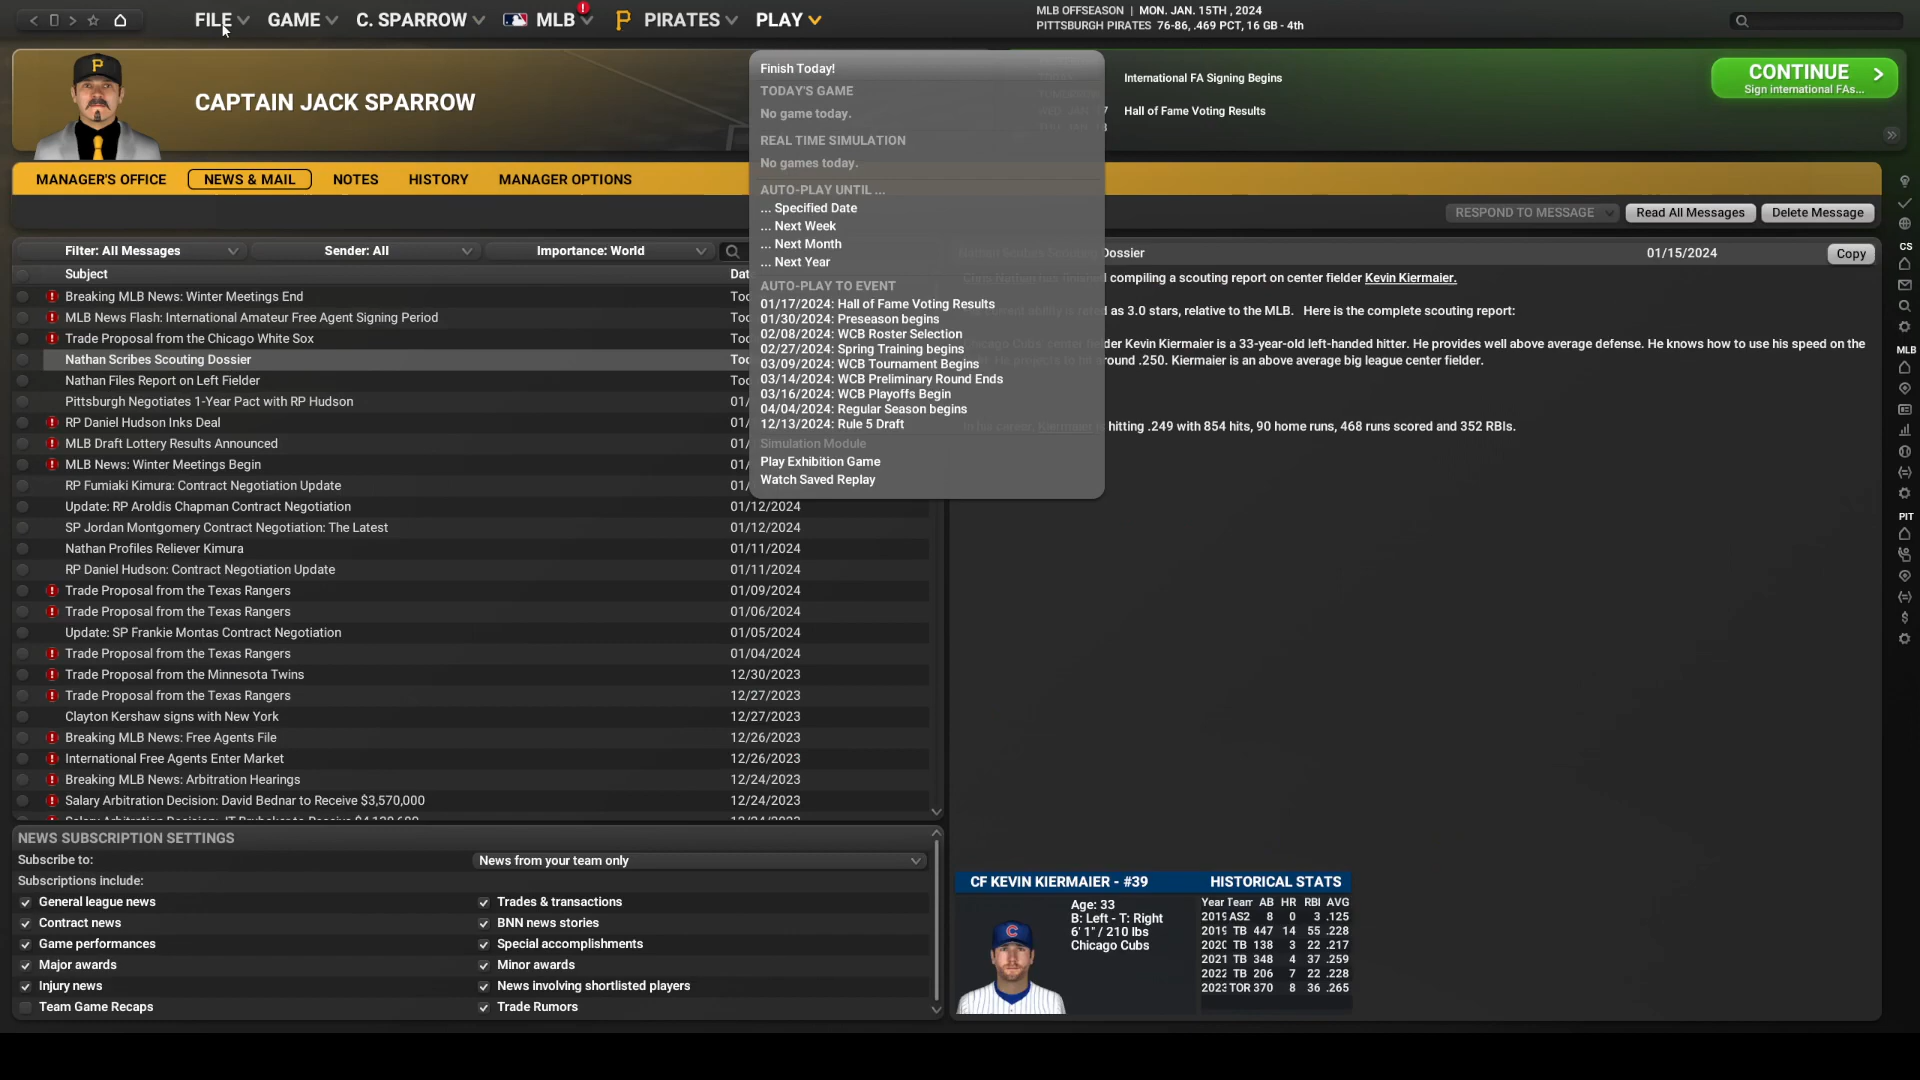 FILE GAME C. SPARROW MLB PIRATES PLAY
MLB OFFSEASON | MON. JAN. 15TH , 2024
PITTSBURGH PIRATES 76-86, .469 PCT, 16 GB - 4th
CAPTAIN JACK SPARROW
International FA Signing Begins
Hall of Fame Voting Results
CONTINUE
Sign international FAs...
MANAGER'S OFFICE NEWS & MAIL NOTES HISTORY MANAGER OPTIONS
RESPOND TO MESSAGE Read All Messages Delete Message
Finish Today!
TODAY'S GAME
No game today.
REAL TIME SIMULATION
No games today.
AUTO-PLAY UNTIL ...
... Specified Date
... Next Week
... Next Month
... Next Year
AUTO-PLAY TO EVENT
01/17/2024: Hall of Fame Voting Results
01/30/2024: Preseason begins
02/08/2024: WCB Roster Selection
02/27/2024: Spring Training begins
03/09/2024: WCB Tournament Begins
03/14/2024: WCB Preliminary Round Ends
03/16/2024: WCB Playoffs Begin
04/04/2024: Regular Season begins
12/13/2024: Rule 5 Draft
Simulation Module
Play Exhibition Game
Watch Saved Replay
Filter: All Messages Sender: All Importance: World
Subject Dat
Breaking MLB News: Winter Meetings End Toc
MLB News Flash: International Amateur Free Agent Signing Period Toc
Trade Proposal from the Chicago White Sox Toc
Nathan Scribes Scouting Dossier Toc
Nathan Files Report on Left Fielder Toc
Pittsburgh Negotiates 1-Year Pact with RP Hudson 01/
RP Daniel Hudson Inks Deal 01/
MLB Draft Lottery Results Announced 01/
MLB News: Winter Meetings Begin 01/
RP Fumiaki Kimura: Contract Negotiation Update 01/
Update: RP Aroldis Chapman Contract Negotiation 01/12/2024
SP Jordan Montgomery Contract Negotiation: The Latest 01/12/2024
Nathan Profiles Reliever Kimura 01/11/2024
RP Daniel Hudson: Contract Negotiation Update 01/11/2024
Trade Proposal from the Texas Rangers 01/09/2024
Trade Proposal from the Texas Rangers 01/06/2024
Update: SP Frankie Montas Contract Negotiation 01/05/2024
Trade Proposal from the Texas Rangers 01/04/2024
Trade Proposal from the Minnesota Twins 12/30/2023
Trade Proposal from the Texas Rangers 12/27/2023
Clayton Kershaw signs with New York 12/27/2023
Breaking MLB News: Free Agents File 12/26/2023
International Free Agents Enter Market 12/26/2023
Breaking MLB News: Arbitration Hearings 12/24/2023
Salary Arbitration Decision: David Bednar to Receive $3,570,000 12/24/2023
Dossier 01/15/2024 Copy
compiling a scouting report on center fielder Kevin Kiermaier.
as 3.0 stars, relative to the MLB. Here is the complete scouting report:
Kevin Kiermaier is a 33-year-old left-handed hitter. He provides well above average defense. He knows how to use his speed on the
around .250. Kiermaier is an above average big league center fielder.
hitting .249 with 854 hits, 90 home runs, 468 runs scored and 352 RBIs.
NEWS SUBSCRIPTION SETTINGS
Subscribe to: News from your team only
Subscriptions include:
General league news Trades & transactions
Contract news BNN news stories
Game performances Special accomplishments
Major awards Minor awards
Injury news News involving shortlisted players
Team Game Recaps Trade Rumors
CF KEVIN KIERMAIER - #39
Age: 33
B: Left - T: Right
6' 1" / 210 lbs
Chicago Cubs
HISTORICAL STATS
Year Team AB HR RBI AVG
2019 AS2 8 0 3 .125
2019 TB 447 14 55 .228
2020 TB 138 3 22 .217
2021 TB 348 4 37 .259
2022 TB 206 7 22 .228
2023 TOR 370 8 36 .265
CS
MLB
PIT